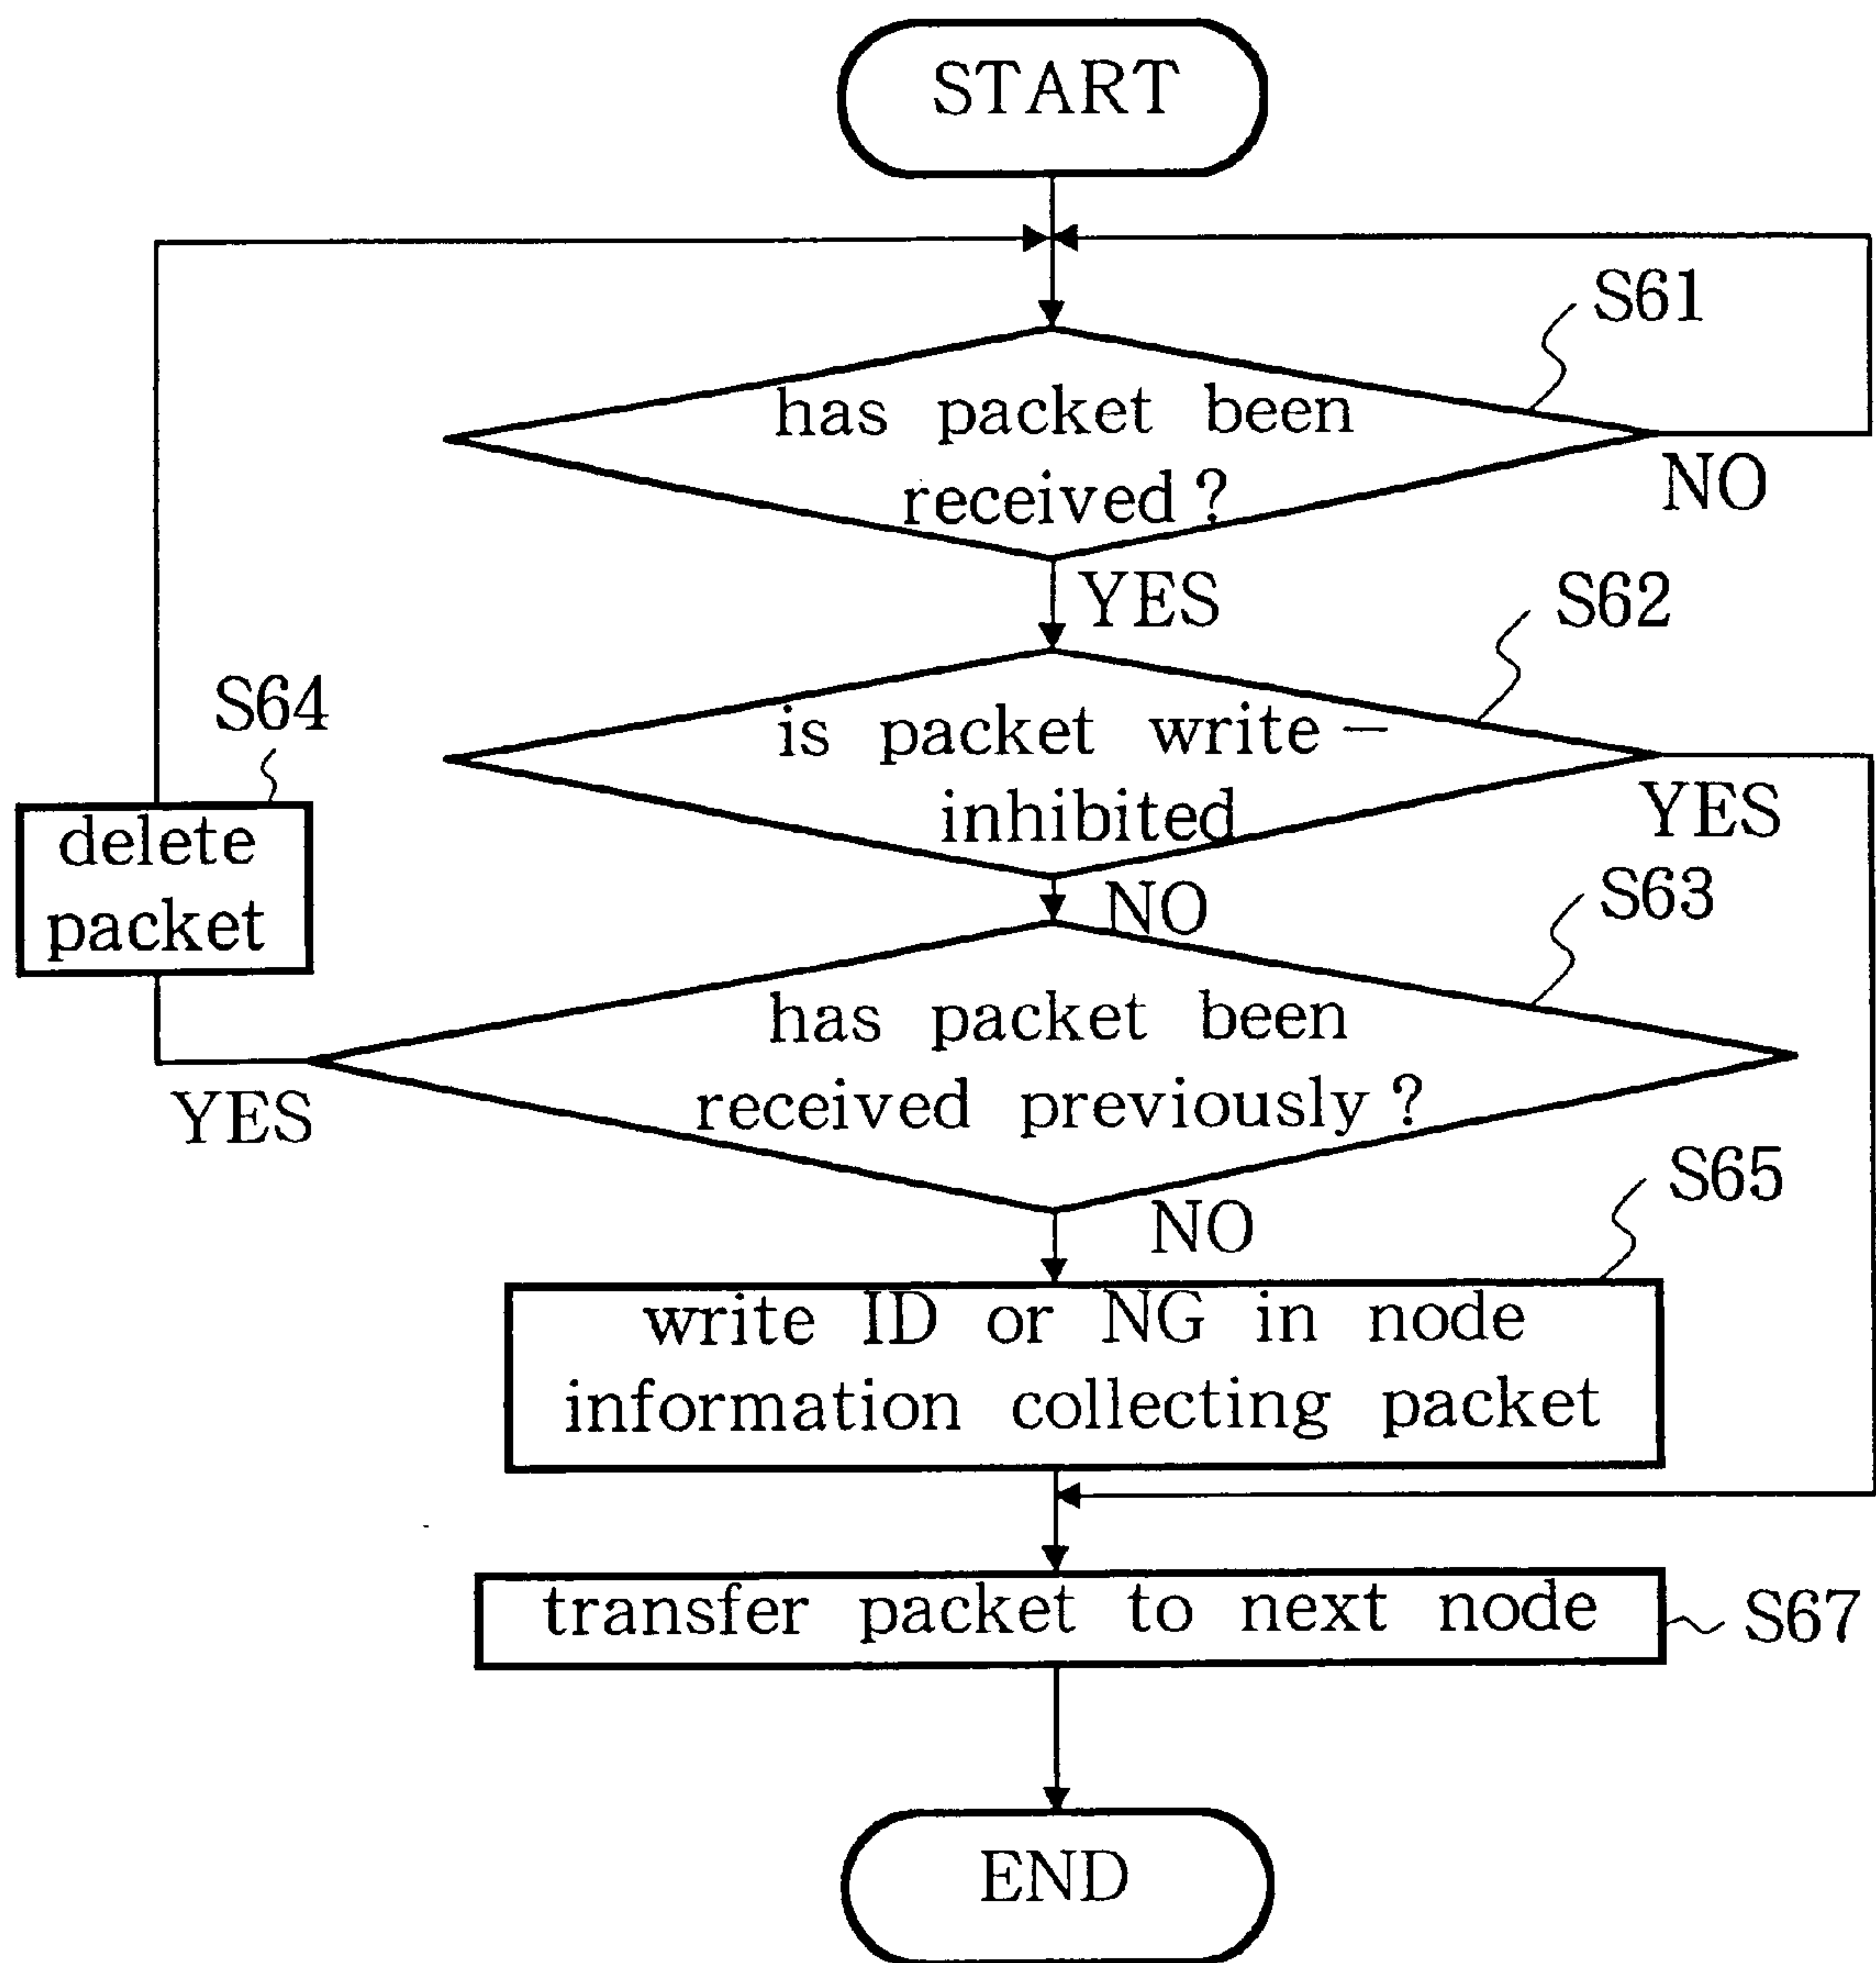 START
S61
has packet been
received?
NO
YES
S62
is packet write-
inhibited
YES
S64
delete
packet
NO
S63
has packet been
received previously?
YES
NO
S65
write ID or NG in node
information collecting packet
transfer packet to next node
S67
END